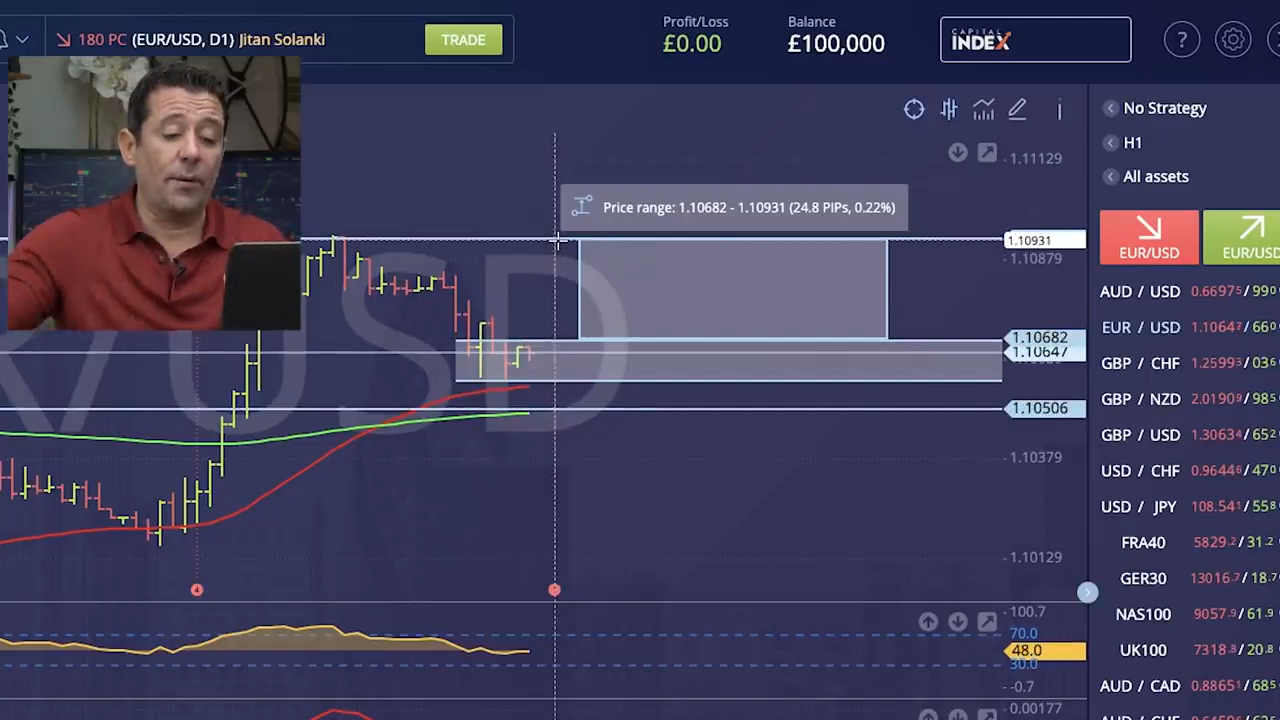 180 PC (EUR/USD, D1) Jitan Solanki
TRADE
Profit/Loss
£0.00
Balance
£100,000
CAPITAL
INDEX
?
No Strategy
H1
All assets
EUR/USD
EUR/USD
1.11129
Price range: 1.10682 - 1.10931 (24.8 PIPs, 0.22%)
1.10931
1.10879
1.10682
1.10647
1.10506
1.10379
1.10129
/USD
4
100.7
70.0
48.0
30.0
-0.7
0.00177
AUD / USD 0.66975/990
EUR / USD 1.10647/660
GBP / CHF 1.25993/036
GBP / NZD 2.01909/985
GBP / USD 1.30634/652
USD / CHF 0.96446/470
USD / JPY 108.541/558
FRA40 5829.2/31.2
GER30 13016.7/18.7
NAS100 9057.9/61.9
UK100 7318.8/20.8
AUD / CAD 0.88651/685